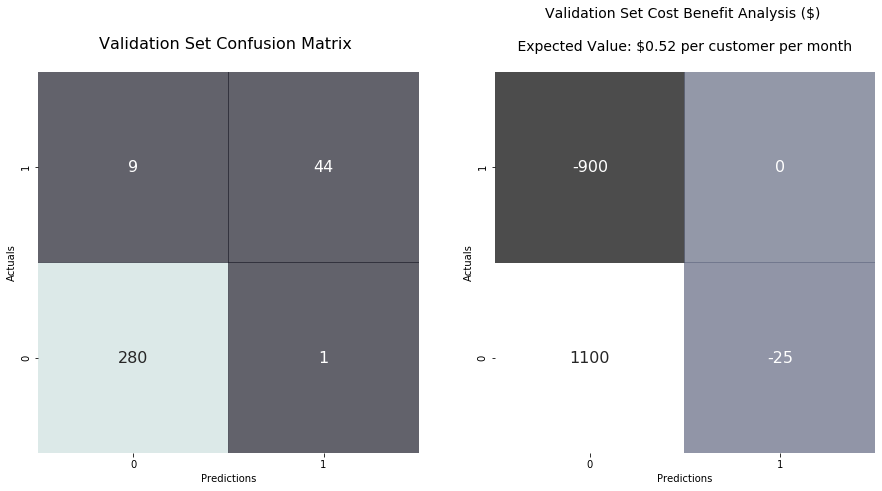 Validation Set Confusion Matrix
1
9
44
Actuals
0
280
1
0
1
Predictions
Validation Set Cost Benefit Analysis ($)
Expected Value: $0.52 per customer per month
1
-900
0
Actuals
0
1100
-25
0
1
Predictions